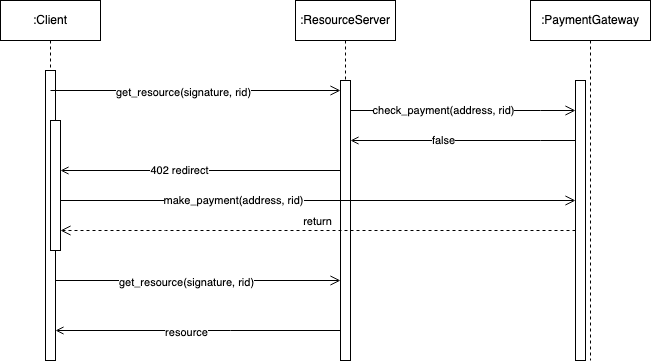 :Client
:ResourceServer
:PaymentGateway
get_resource(signature, rid)
check_payment(address, rid)
false
402 redirect
make_payment(address, rid)
return
get_resource(signature, rid)
resource